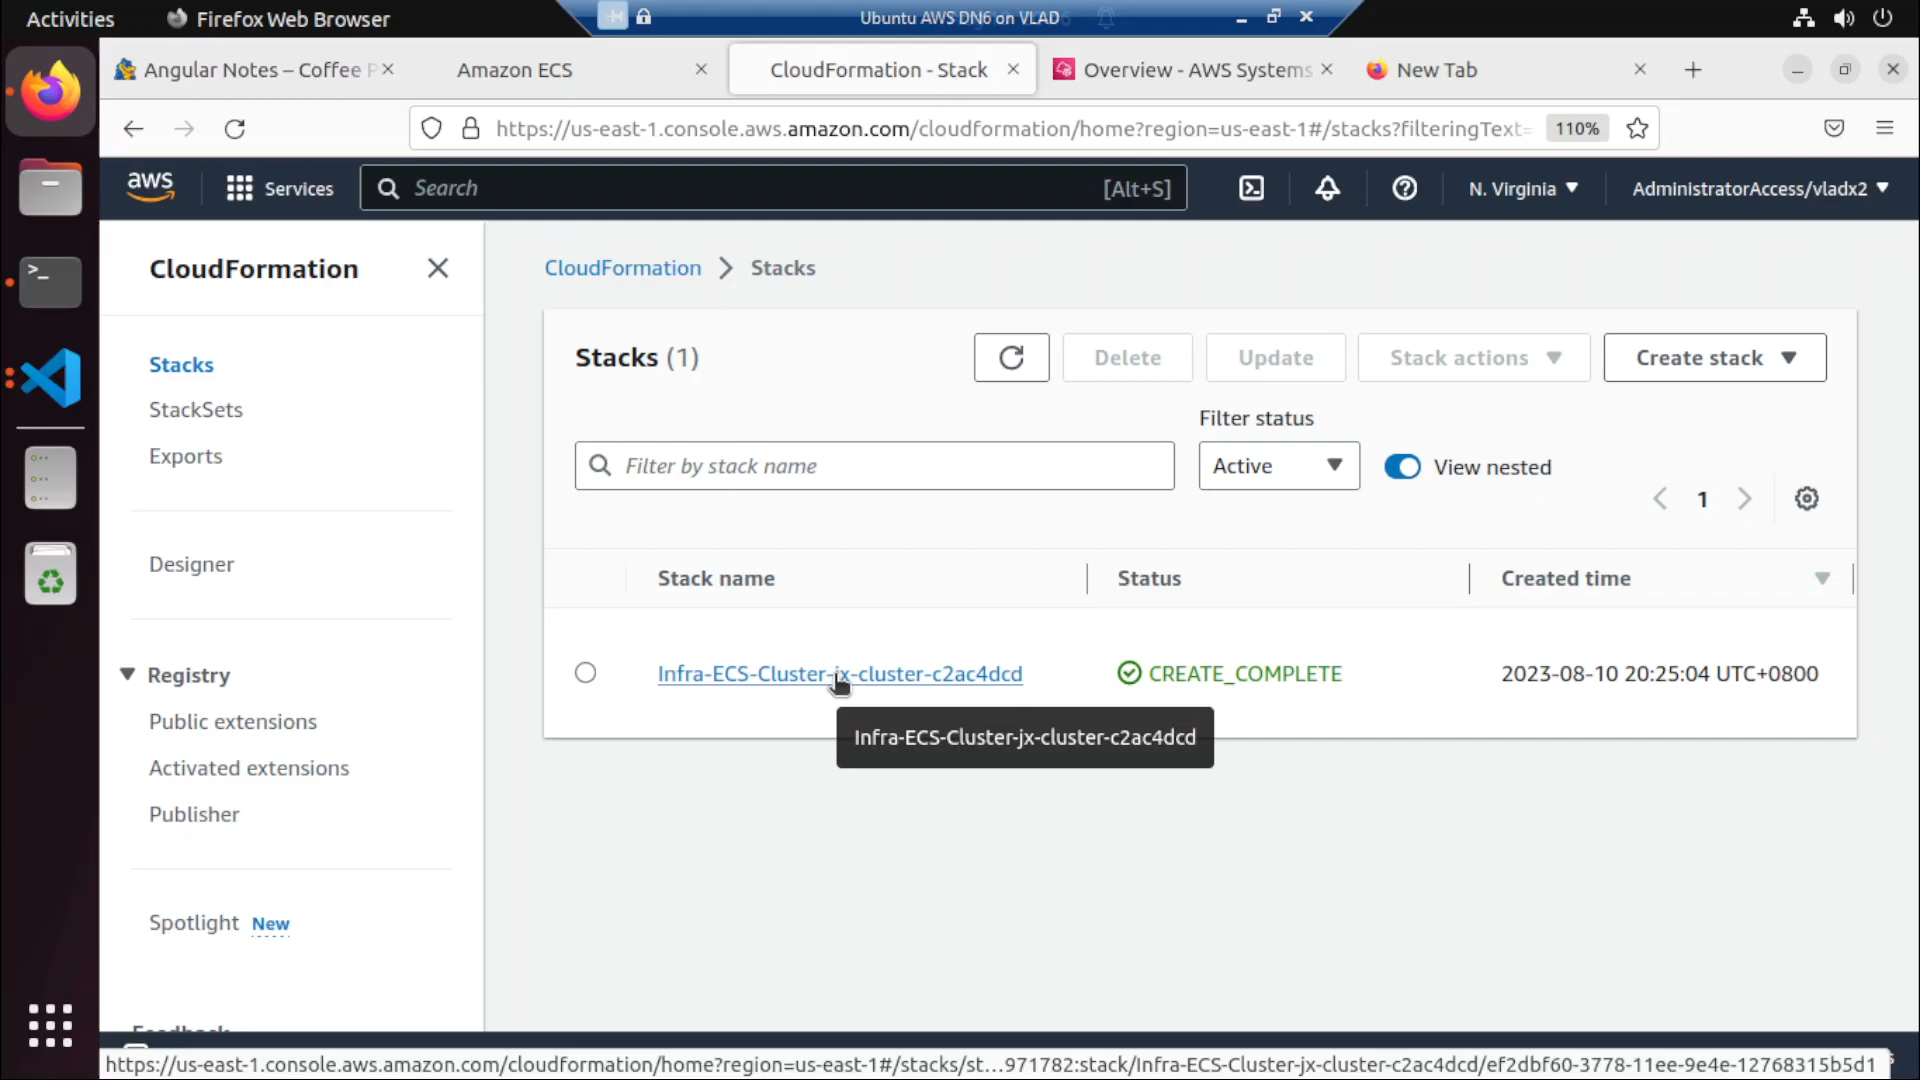 Activities
Firefox Web Browser
Ubuntu AWS DN6 on VLAD
Angular Notes – Coffee P
Amazon ECS
CloudFormation - Stack
Overview - AWS Systems
New Tab
https://us-east-1.console.aws.amazon.com/cloudformation/home?region=us-east-1#/stacks?filteringText=
110%
aws
Services
Search
[Alt+S]
N. Virginia
AdministratorAccess/vladx2
CloudFormation
CloudFormation
Stacks
Stacks (1)
Delete
Update
Stack actions
Create stack
Stacks
StackSets
Exports
Filter status
Filter by stack name
Active
View nested
1
Designer
Stack name
Status
Created time
Registry
Infra-ECS-Cluster-jx-cluster-c2ac4dcd
CREATE_COMPLETE
2023-08-10 20:25:04 UTC+0800
Public extensions
Infra-ECS-Cluster-jx-cluster-c2ac4dcd
Activated extensions
Publisher
Spotlight New
Feedback
https://us-east-1.console.aws.amazon.com/cloudformation/home?region=us-east-1#/stacks/st...971782:stack/Infra-ECS-Cluster-jx-cluster-c2ac4dcd/ef2dbf60-3778-11ee-9e4e-12768315b5d1